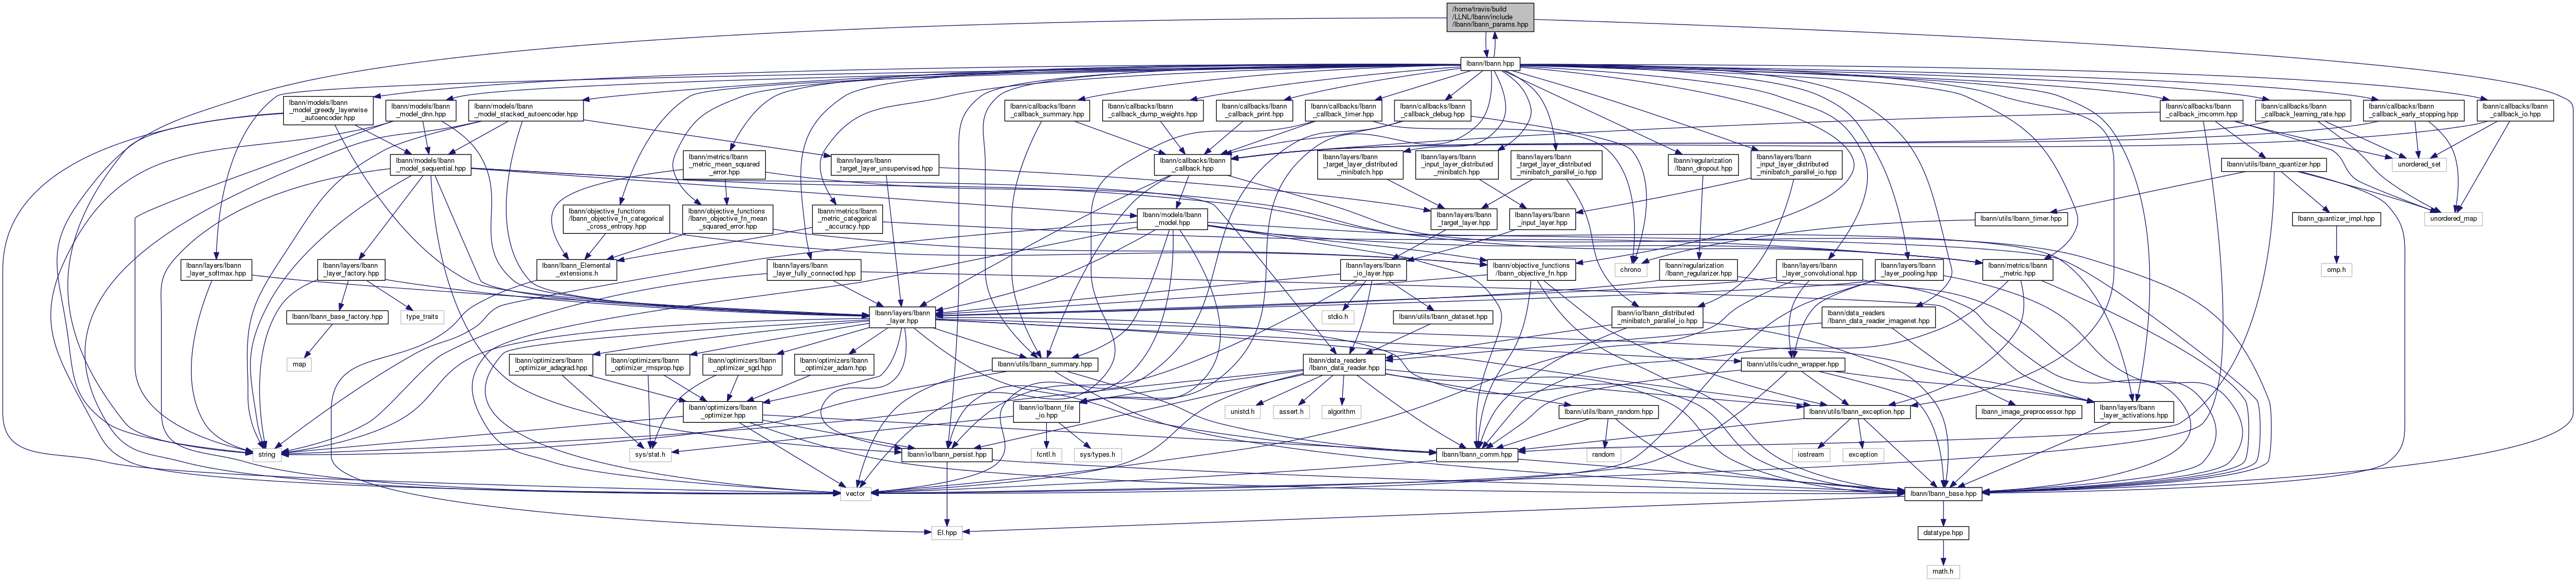 /home/travis/build
/LLNL/lbann/include
/lbann/lbann_params.hpp
lbann/lbann.hpp
lbann/models/lbann
_model_greedy_layerwise
_autoencoder.hpp
lbann/models/lbann
_model_dnn.hpp
lbann/models/lbann
_model_stacked_autoencoder.hpp
lbann/callbacks/lbann
_callback_summary.hpp
lbann/callbacks/lbann
_callback_dump_weights.hpp
lbann/callbacks/lbann
_callback_print.hpp
lbann/callbacks/lbann
_callback_timer.hpp
lbann/callbacks/lbann
_callback_debug.hpp
lbann/callbacks/lbann
_callback_imcomm.hpp
lbann/callbacks/lbann
_callback_learning_rate.hpp
lbann/callbacks/lbann
_callback_early_stopping.hpp
lbann/callbacks/lbann
_callback_io.hpp
lbann/models/lbann
_model_sequential.hpp
lbann/metrics/lbann
_metric_mean_squared
_error.hpp
lbann/layers/lbann
_target_layer_unsupervised.hpp
lbann/callbacks/lbann
_callback.hpp
lbann/layers/lbann
_target_layer_distributed
_minibatch.hpp
lbann/layers/lbann
_input_layer_distributed
_minibatch.hpp
lbann/layers/lbann
_target_layer_distributed
_minibatch_parallel_io.hpp
lbann/regularization
/lbann_dropout.hpp
lbann/layers/lbann
_input_layer_distributed
_minibatch_parallel_io.hpp
lbann/utils/lbann_quantizer.hpp
unordered_set
lbann/objective_functions
/lbann_objective_fn_categorical
_cross_entropy.hpp
lbann/objective_functions
/lbann_objective_fn_mean
_squared_error.hpp
lbann/metrics/lbann
_metric_categorical
_accuracy.hpp
lbann/models/lbann
_model.hpp
lbann/layers/lbann
_target_layer.hpp
lbann/layers/lbann
_input_layer.hpp
lbann/utils/lbann_timer.hpp
lbann_quantizer_impl.hpp
unordered_map
lbann/layers/lbann
_layer_softmax.hpp
lbann/layers/lbann
_layer_factory.hpp
lbann/lbann_Elemental
_extensions.h
lbann/layers/lbann
_layer_fully_connected.hpp
lbann/layers/lbann
_io_layer.hpp
lbann/objective_functions
/lbann_objective_fn.hpp
chrono
lbann/regularization
/lbann_regularizer.hpp
lbann/layers/lbann
_layer_convolutional.hpp
lbann/layers/lbann
_layer_pooling.hpp
lbann/metrics/lbann
_metric.hpp
omp.h
lbann/lbann_base_factory.hpp
type_traits
lbann/layers/lbann
_layer.hpp
stdio.h
lbann/utils/lbann_dataset.hpp
lbann/io/lbann_distributed
_minibatch_parallel_io.hpp
lbann/data_readers
/lbann_data_reader_imagenet.hpp
map
lbann/optimizers/lbann
_optimizer_adagrad.hpp
lbann/optimizers/lbann
_optimizer_rmsprop.hpp
lbann/optimizers/lbann
_optimizer_sgd.hpp
lbann/optimizers/lbann
_optimizer_adam.hpp
lbann/utils/lbann_summary.hpp
lbann/data_readers
/lbann_data_reader.hpp
lbann/utils/cudnn_wrapper.hpp
lbann/optimizers/lbann
_optimizer.hpp
lbann/io/lbann_file
_io.hpp
unistd.h
assert.h
algorithm
lbann/utils/lbann_random.hpp
lbann/utils/lbann_exception.hpp
lbann_image_preprocessor.hpp
lbann/layers/lbann
_layer_activations.hpp
string
sys/stat.h
lbann/io/lbann_persist.hpp
fcntl.h
sys/types.h
lbann/lbann_comm.hpp
random
iostream
exception
vector
lbann/lbann_base.hpp
El.hpp
datatype.hpp
math.h